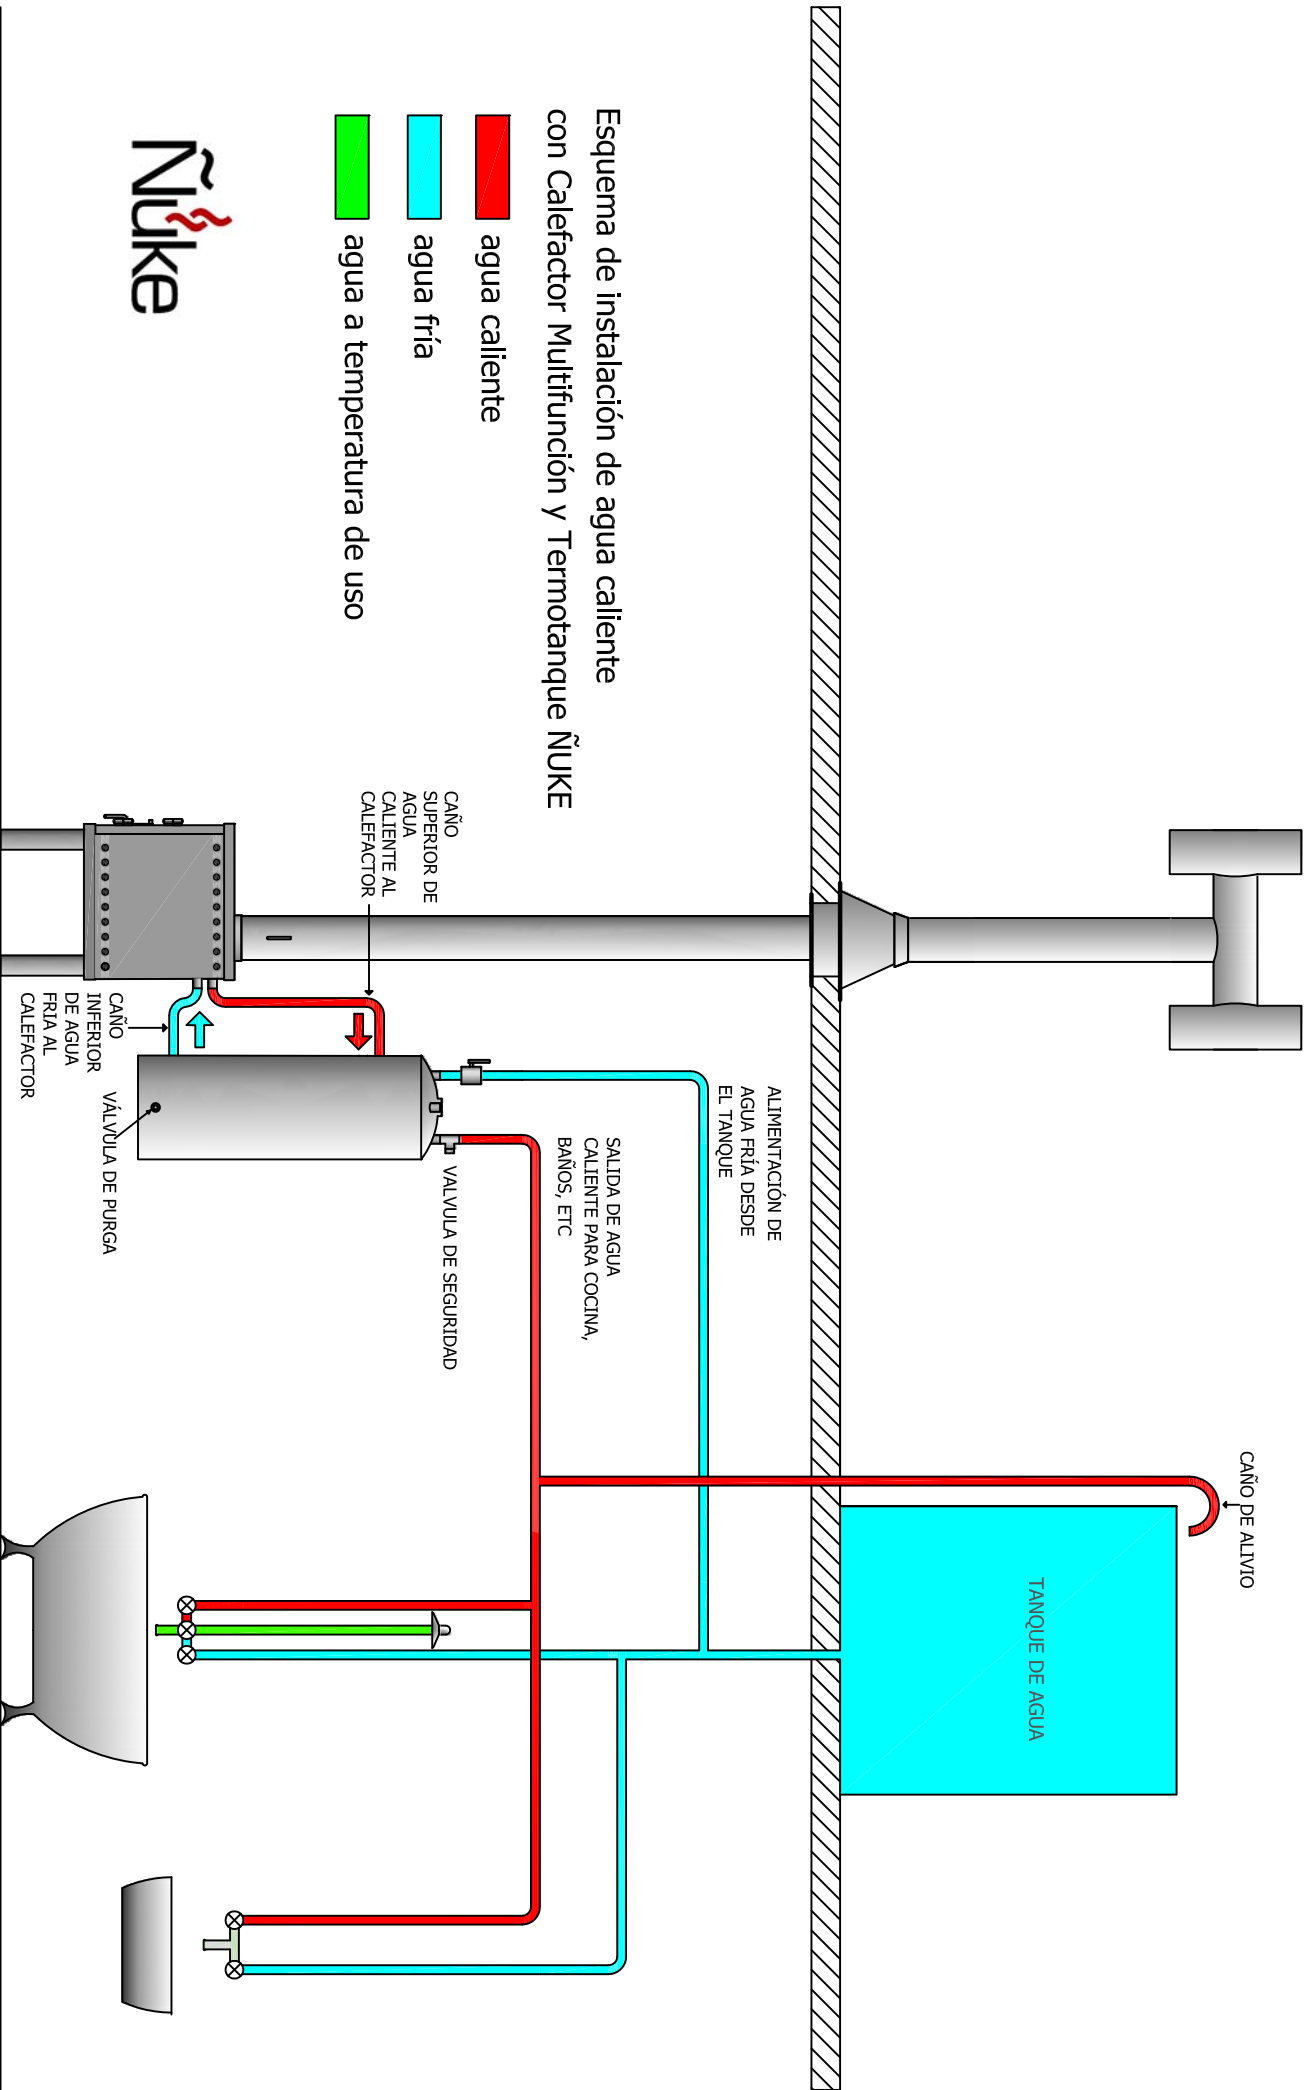 Esquema de instalación de agua caliente
con Calefactor Multifunción y Termotanque ÑUKE
agua caliente
agua fría
agua a temperatura de uso
Ñuke
CAÑO
SUPERIOR DE
AGUA
CALIENTE AL
CALEFACTOR
CAÑO
INFERIOR
DE AGUA
FRIA AL
CALEFACTOR
VÁLVULA DE PURGA
VALVULA DE SEGURIDAD
SALIDA DE AGUA
CALIENTE PARA COCINA,
BAÑOS, ETC
ALIMENTACIÓN DE
AGUA FRÍA DESDE
EL TANQUE
CAÑO DE ALIVIO
TANQUE DE AGUA